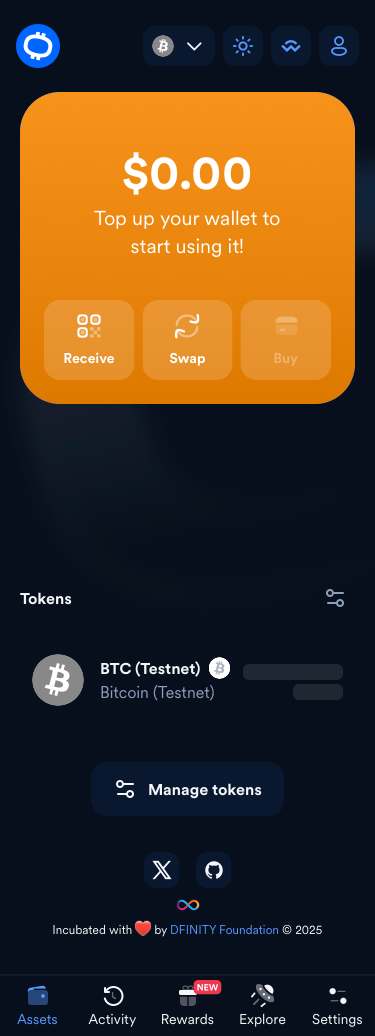 $0.00
Top up your wallet to
start using it!
Receive
Swap
Buy
Tokens
BTC (Testnet)
Bitcoin (Testnet)
Manage tokens
Incubated with ❤️ by DFINITY Foundation © 2025
NEW
Assets
Activity
Rewards
Explore
Settings